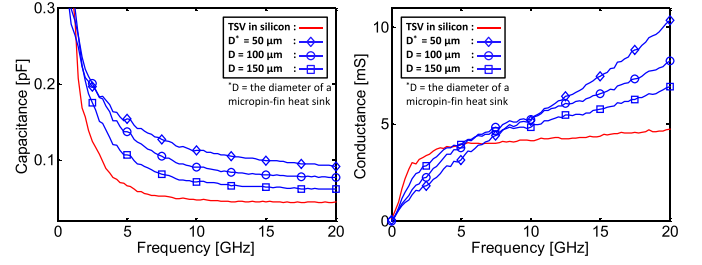 0.3
0.2
0.1
0
5
10
15
20
Capacitance [pF]
Frequency [GHz]
TSV in silicon :
D* = 50 µm :
D = 100 µm :
D = 150 µm :
*D = the diameter of a
micropin-fin heat sink
10
5
0
0
5
10
15
20
Conductance [mS]
Frequency [GHz]
TSV in silicon :
D* = 50 µm :
D = 100 µm :
D = 150 µm :
*D = the diameter of a
micropin-fin heat sink